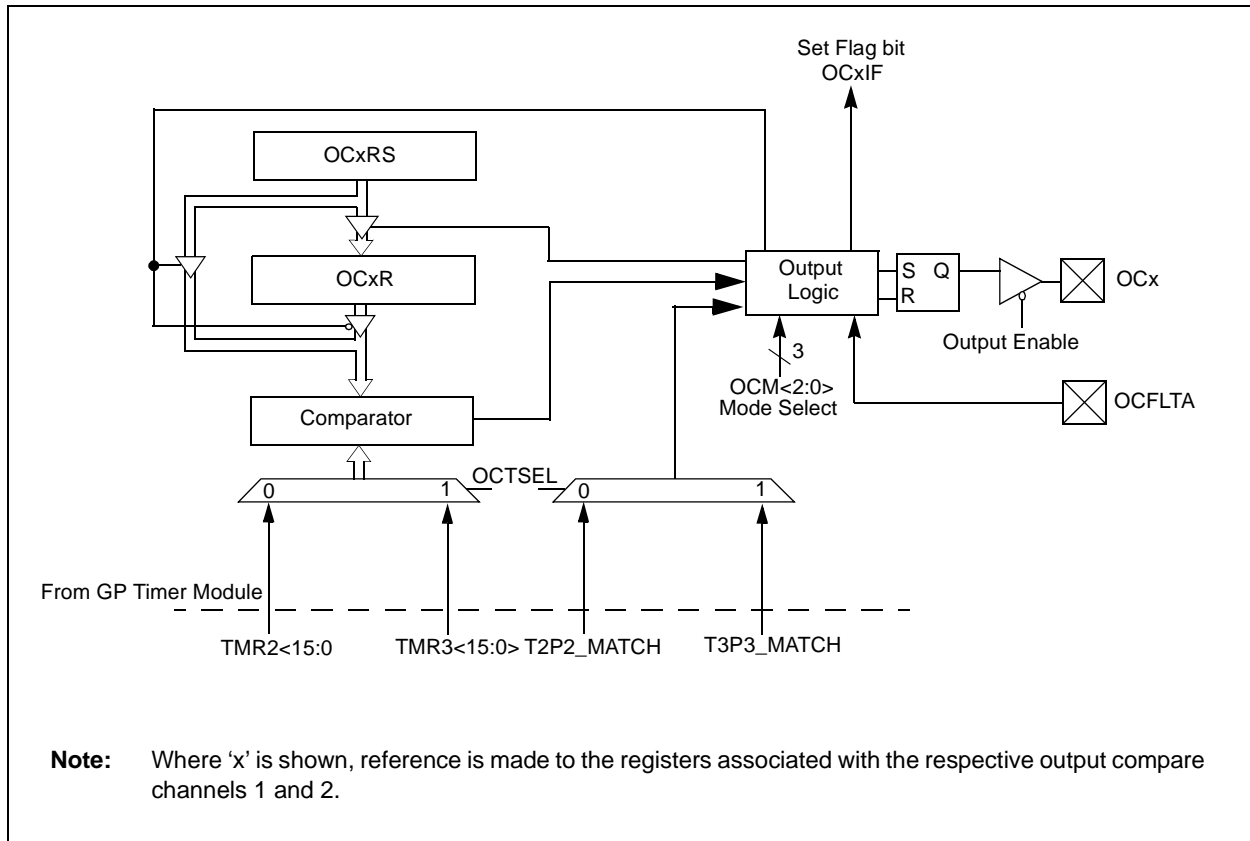 Set Flag bit
OCxIF
OCxRS
OCxR
Output
Logic
S Q
R
OCx
Output Enable
3
OCM<2:0>
Mode Select
OCFLTA
Comparator
0 1
OCTSEL
0 1
From GP Timer Module
TMR2<15:0 TMR3<15:0> T2P2_MATCH T3P3_MATCH
Note: Where ‘x’ is shown, reference is made to the registers associated with the respective output compare
channels 1 and 2.